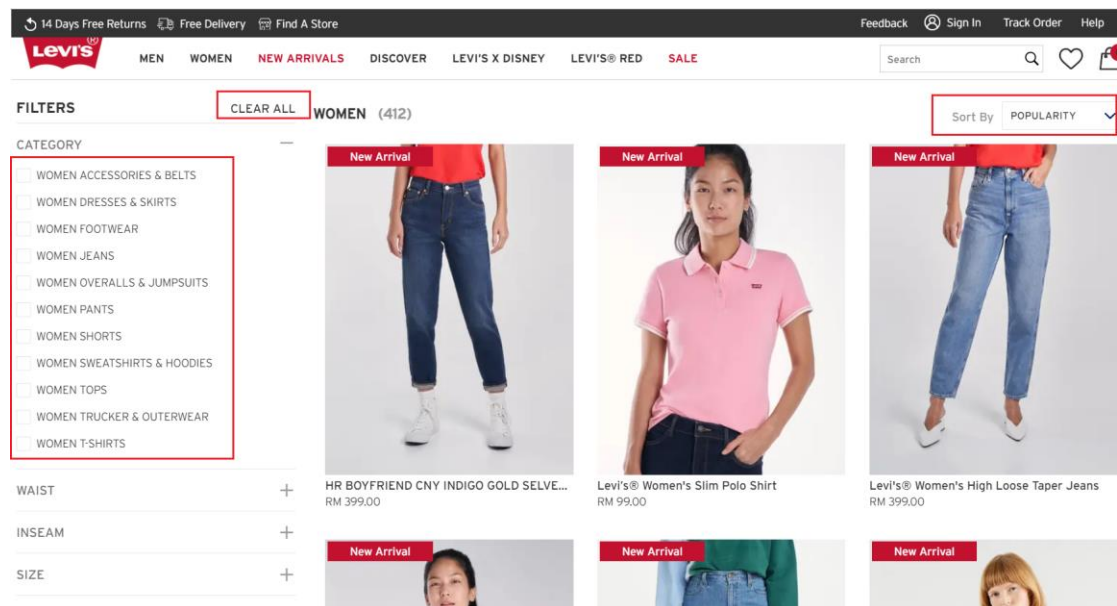 14 Days Free Returns Free Delivery Find A Store Feedback Sign In Track Order Help
LEVI'S®
MEN WOMEN NEW ARRIVALS DISCOVER LEVI'S X DISNEY LEVI'S® RED SALE Search
FILTERS CLEAR ALL
WOMEN (412) Sort By POPULARITY
CATEGORY
WOMEN ACCESSORIES & BELTS
WOMEN DRESSES & SKIRTS
WOMEN FOOTWEAR
WOMEN JEANS
WOMEN OVERALLS & JUMPSUITS
WOMEN PANTS
WOMEN SHORTS
WOMEN SWEATSHIRTS & HOODIES
WOMEN TOPS
WOMEN TRUCKER & OUTERWEAR
WOMEN T-SHIRTS
WAIST
INSEAM
SIZE
New Arrival New Arrival New Arrival
HR BOYFRIEND CNY INDIGO GOLD SELVE... Levi's® Women's Slim Polo Shirt Levi's® Women's High Loose Taper Jeans
RM 399.00 RM 99.00 RM 399.00
New Arrival New Arrival New Arrival